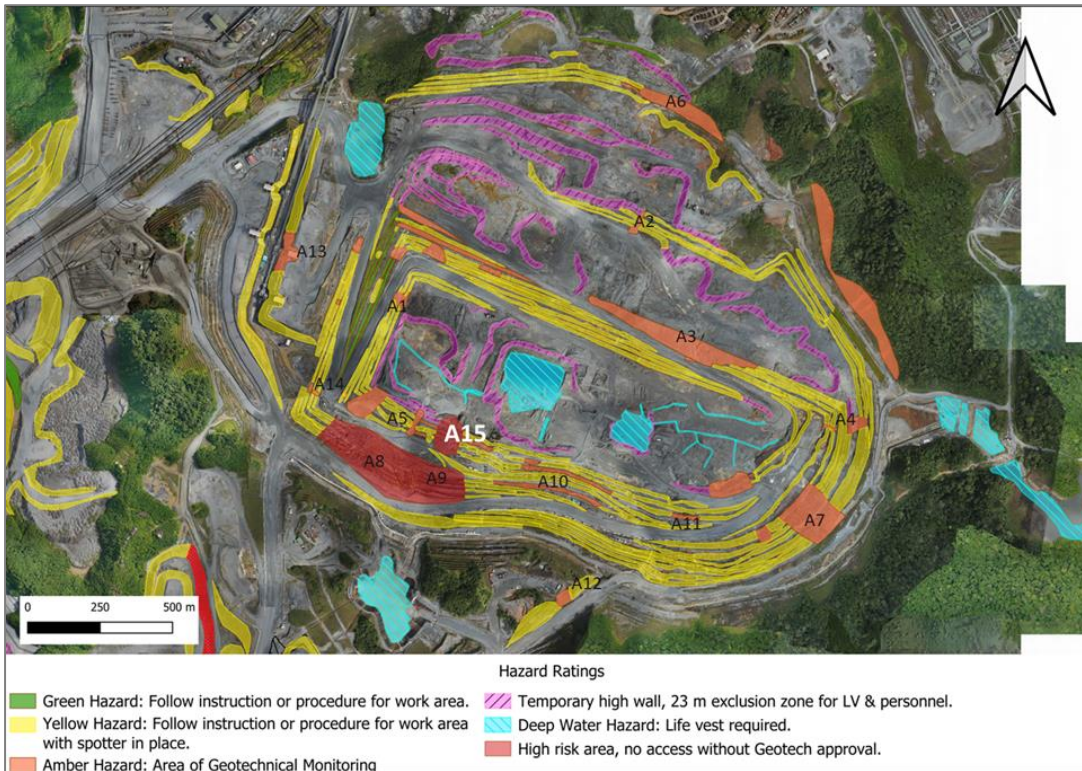 A6
A2
A13
A1
A3
A14
A5
A15
A4
A8
A9
A10
A11
A7
A12
0 250 500 m
Hazard Ratings
Green Hazard: Follow instruction or procedure for work area.
Yellow Hazard: Follow instruction or procedure for work area
with spotter in place.
Amber Hazard: Area of Geotechnical Monitoring
Temporary high wall, 23 m exclusion zone for LV & personnel.
Deep Water Hazard: Life vest required.
High risk area, no access without Geotech approval.